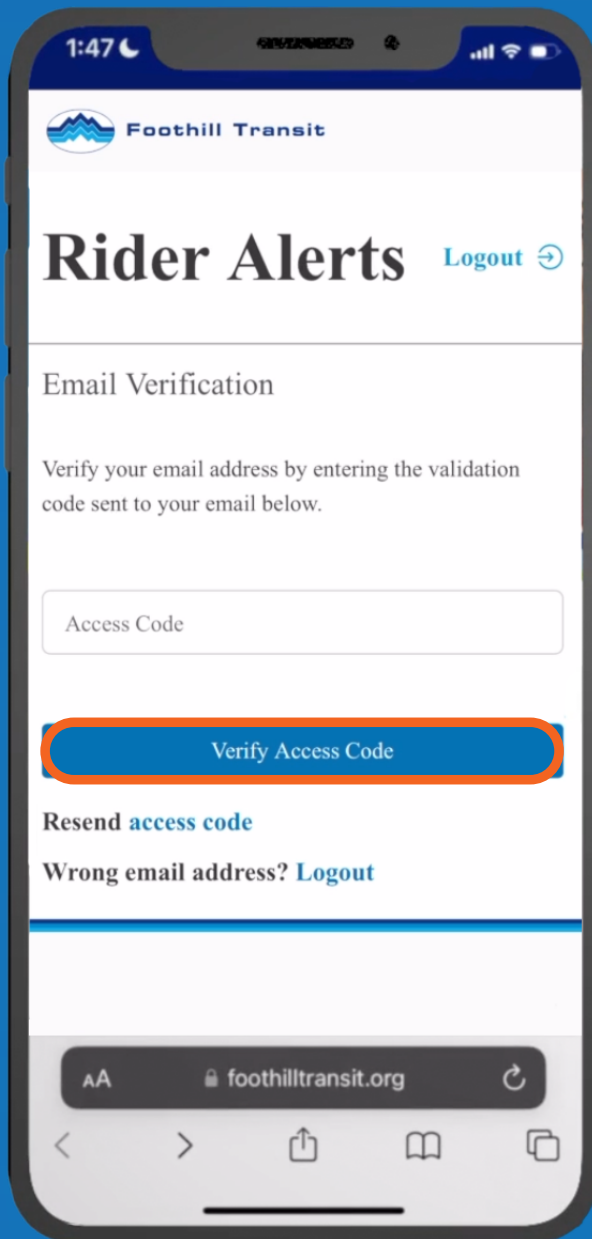 1:47
Foothill Transit
Rider Alerts
Logout
Email Verification
Verify your email address by entering the validation
code sent to your email below.
Access Code
Verify Access Code
Resend access code
Wrong email address? Logout
AA foothilltransit.org